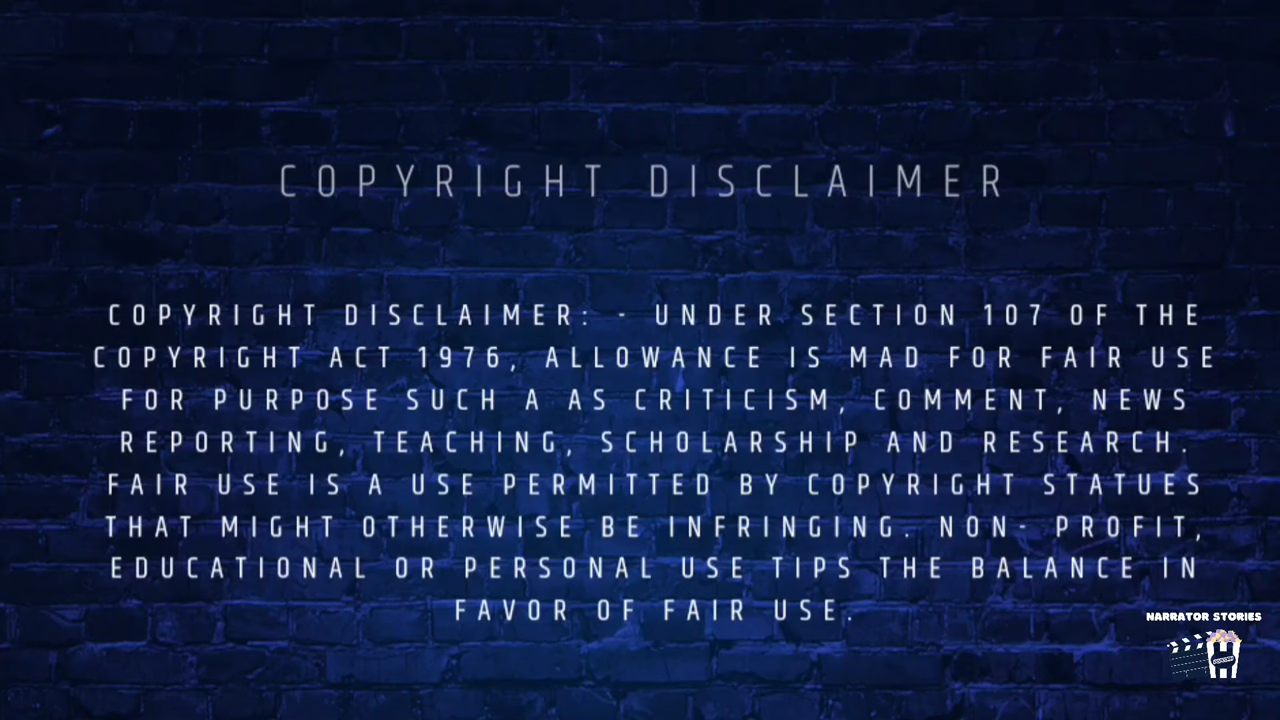 COPYRIGHT DISCLAIMER
COPYRIGHT DISCLAIMER: - UNDER SECTION 107 OF THE
COPYRIGHT ACT 1976, ALLOWANCE IS MAD FOR FAIR USE
FOR PURPOSE SUCH A AS CRITICISM, COMMENT, NEWS
REPORTING, TEACHING, SCHOLARSHIP AND RESEARCH.
FAIR USE IS A USE PERMITTED BY COPYRIGHT STATUES
THAT MIGHT OTHERWISE BE INFRINGING. NON- PROFIT,
EDUCATIONAL OR PERSONAL USE TIPS THE BALANCE IN
FAVOR OF FAIR USE.
NARRATOR STORIES